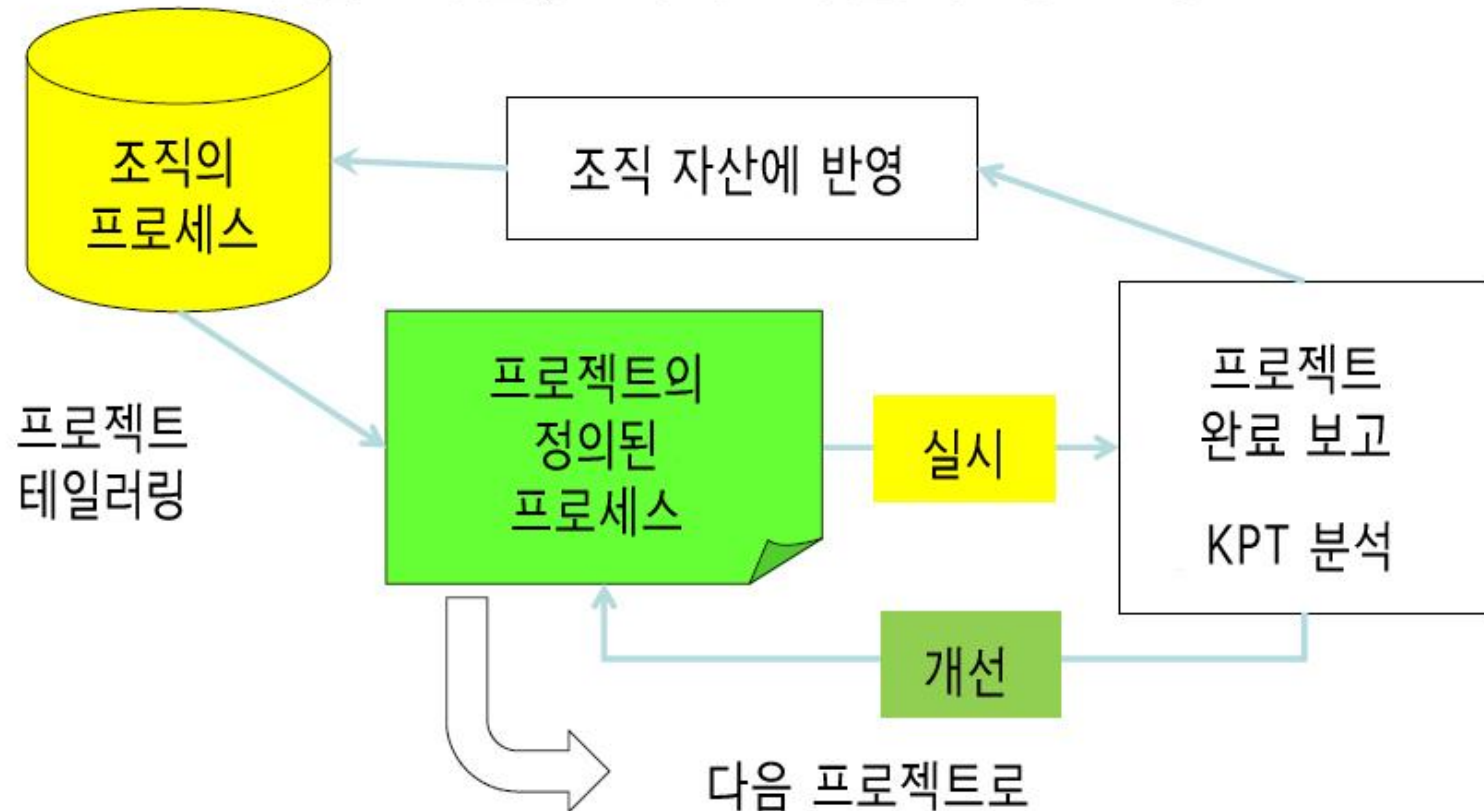 조직의
프로세스
조직 자산에 반영
프로젝트
테일러링
프로젝트의
정의된
프로세스
실시
프로젝트
완료 보고
KPT 분석
개선
다음 프로젝트로